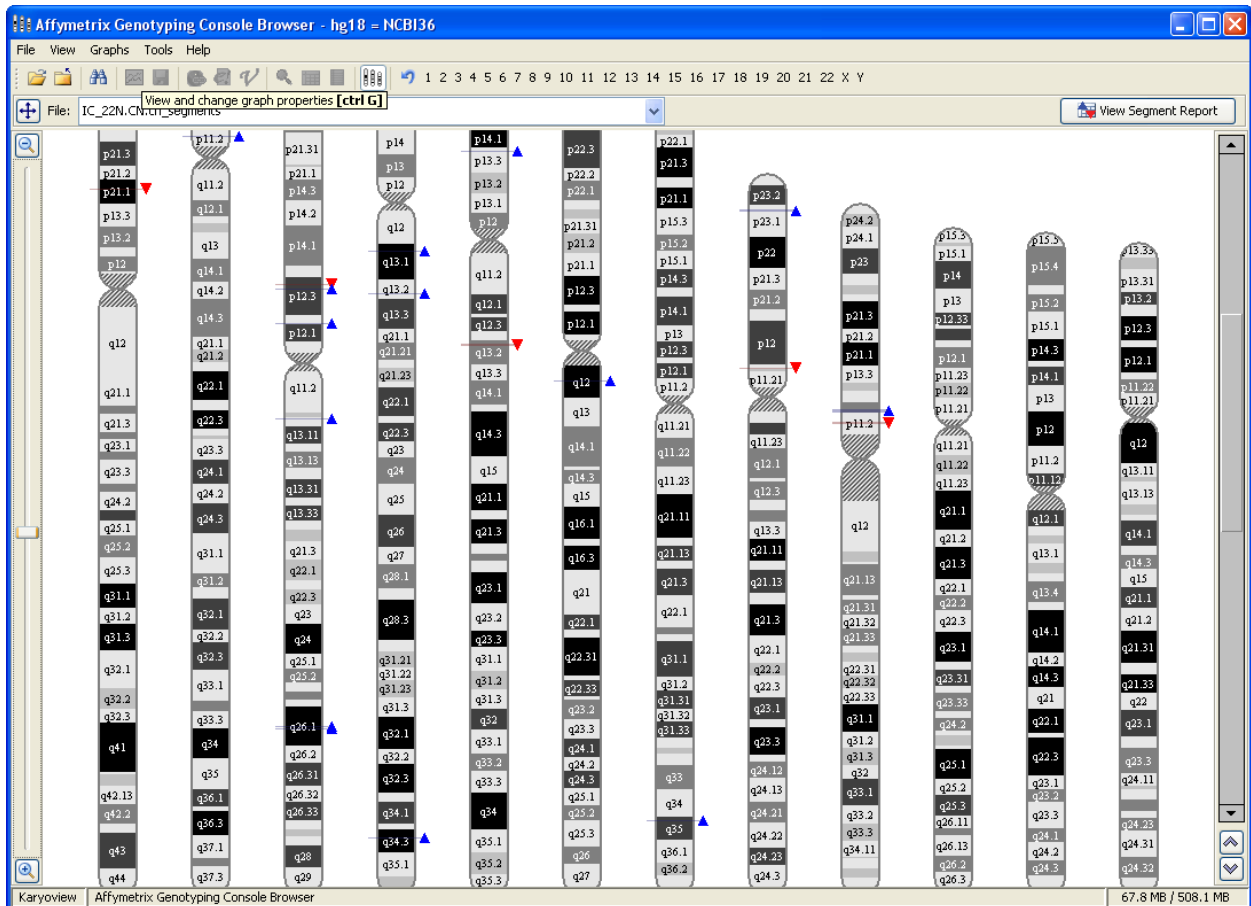 Affymetrix Genotyping Console Browser - hg18 = NCBI36
File View Graphs Tools Help
1 2 3 4 5 6 7 8 9 10 11 12 13 14 15 16 17 18 19 20 21 22 X Y
View and change graph properties [ctrl G]
File: IC_22N.CN.cn_segments
View Segment Report
p21.3
p21.2
p21.1
p13.3
p13.2
p12
q12
q21.1
q21.3
q23.1
q23.3
q24.2
q25.1
q25.2
q25.3
q31.1
q31.2
q31.3
q32.1
q32.2
q32.3
q41
q42.13
q42.2
q43
q44
p11.2
q11.2
q12.1
q13
q14.1
q14.2
q14.3
q21.1
q21.2
q22.1
q22.3
q23.3
q24.1
q24.2
q24.3
q31.1
q31.2
q32.1
q32.2
q32.3
q33.1
q33.3
q34
q35
q36.1
q36.3
q37.1
q37.3
p21.31
p21.1
p14.3
p14.2
p14.1
p12.3
p12.1
q11.2
q13.11
q13.13
q13.31
q13.33
q21.3
q22.1
q22.3
q23
q24
q25.1
q25.2
q26.1
q26.2
q26.31
q26.32
q26.33
q28
q29
p14
p13
p12
q12
q13.1
q13.2
q13.3
q21.1
q21.21
q21.23
q22.1
q22.3
q23
q24
q25
q26
q27
q28.1
q28.3
q31.21
q31.22
q31.23
q31.3
q32.1
q32.2
q32.3
q34.1
q34.3
q35.1
p14.1
p13.3
p13.2
p13.1
p12
q11.2
q12.1
q12.3
q13.2
q13.3
q14.1
q14.3
q15
q21.1
q21.3
q23.1
q23.2
q23.3
q31.1
q31.2
q31.3
q32
q33.1
q33.2
q33.3
q34
q35.1
q35.2
q35.3
p22.3
p22.2
p22.1
p21.31
p21.2
p21.1
p12.3
p12.1
q12
q13
q14.1
q14.3
q15
q16.1
q16.3
q21
q22.1
q22.31
q22.33
q23.2
q23.3
q24.1
q24.2
q24.3
q25.1
q25.2
q25.3
q26
q27
p22.1
p21.3
p21.1
p15.3
p15.2
p15.1
p14.3
p14.1
p13
p12.3
p12.1
p11.2
q11.21
q11.22
q11.23
q21.11
q21.13
q21.3
q22.1
q31.1
q31.2
q31.31
q31.32
q31.33
q33
q34
q35
q36.1
q36.2
p23.2
p23.1
p22
p21.3
p21.2
p12
p11.21
q11.23
q12.1
q12.3
q13.3
q21.11
q21.13
q21.3
q22.1
q22.2
q22.3
q23.1
q23.3
q24.12
q24.13
q24.21
q24.22
q24.23
q24.3
p24.2
p24.1
p23
p21.3
p21.2
p21.1
p13.3
p11.2
q12
q21.13
q21.31
q21.32
q21.33
q22.31
q22.32
q22.33
q31.1
q31.2
q31.3
q32
q33.1
q33.2
q33.3
q34.11
p15.3
p15.1
p14
p13
p12.33
p12.1
p11.23
p11.22
p11.21
q11.21
q11.22
q11.23
q21.1
q21.2
q21.3
q22.1
q22.2
q22.3
q23.1
q23.31
q23.33
q24.2
q25.1
q25.2
q25.3
q26.11
q26.13
q26.2
q26.3
p15.5
p15.4
p15.2
p15.1
p14.3
p14.1
p13
p12
p11.2
p11.12
q12.1
q13.1
q13.4
q14.1
q14.2
q14.3
q21
q22.1
q22.3
q23.1
q23.2
q23.3
q24.1
q24.2
q24.3
p13.33
p13.31
p13.2
p12.3
p12.1
p11.22
p11.21
q12
q13.11
q13.13
q14.1
q14.3
q15
q21.1
q21.2
q21.31
q21.33
q22
q23.1
q23.3
q24.11
q24.23
q24.31
q24.32
Karyoview Affymetrix Genotyping Console Browser 67.8 MB / 508.1 MB